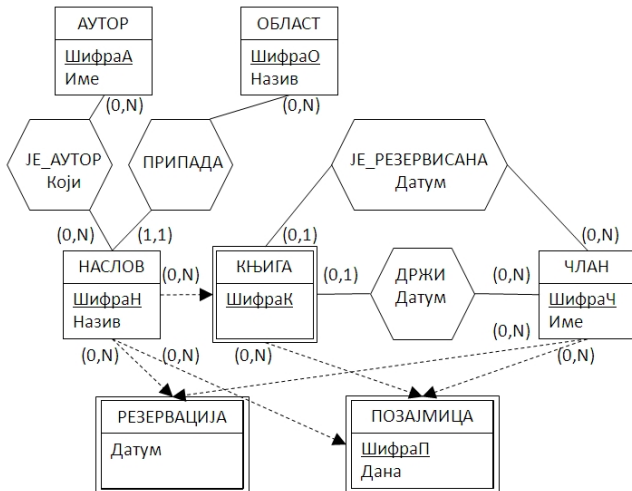 АУТОР
ШифраА
Име
ОБЛАСТ
ШифраО
Назив
(0,N)
(0,N)
ЈЕ_АУТОР
Који
ПРИПАДА
ЈЕ_РЕЗЕРВИСАНА
Датум
(0,N)
(1,1)
(0,1)
(0,N)
НАСЛОВ
ШифраН
Назив
(0,N)
КЊИГА
ШифраК
(0,1)
ДРЖИ
Датум
(0,N)
ЧЛАН
ШифраЧ
Име
(0,N)
(0,N)
(0,N)
(0,N)
(0,N)
РЕЗЕРВАЦИЈА
Датум
ПОЗАЈМИЦА
ШифраП
Дана